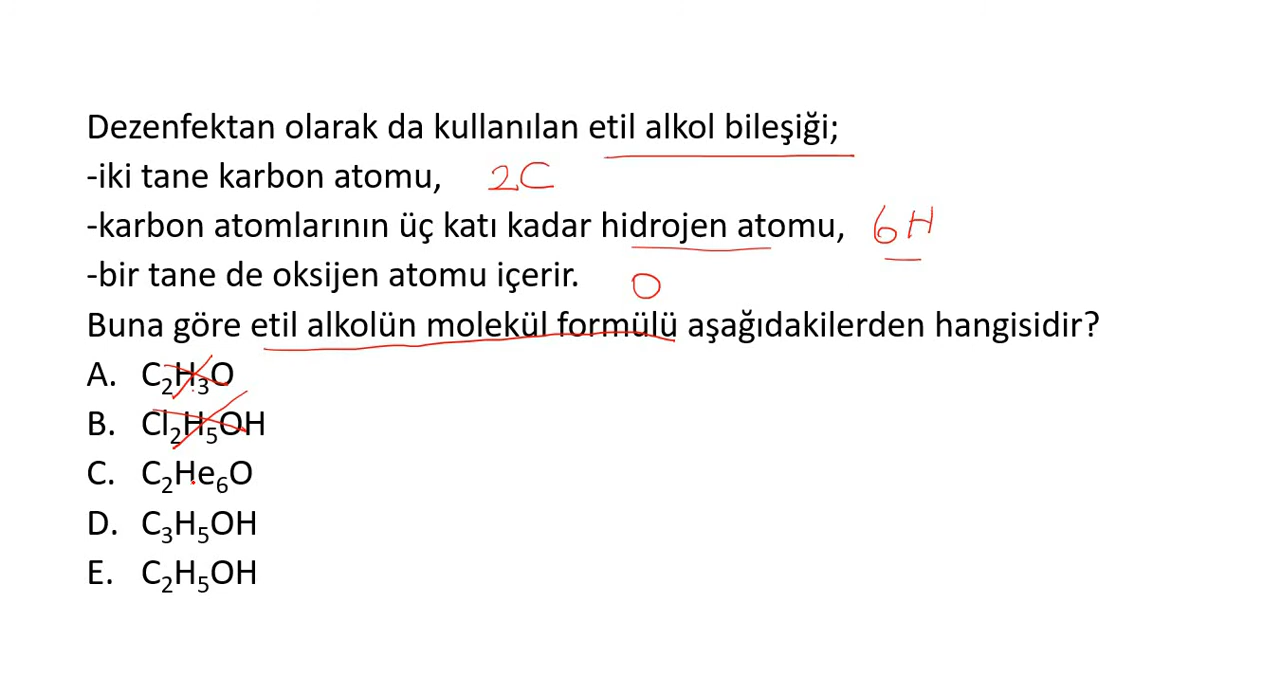 Dezenfektan olarak da kullanılan etil alkol bileşiği;
-iki tane karbon atomu, 2C
-karbon atomlarının üç katı kadar hidrojen atomu, 6H
-bir tane de oksijen atomu içerir. O
Buna göre etil alkolün molekül formülü aşağıdakilerden hangisidir?
A. C₂H₃O
B. Cl₂H₅OH
C. C₂He₆O
D. C₃H₅OH
E. C₂H₅OH